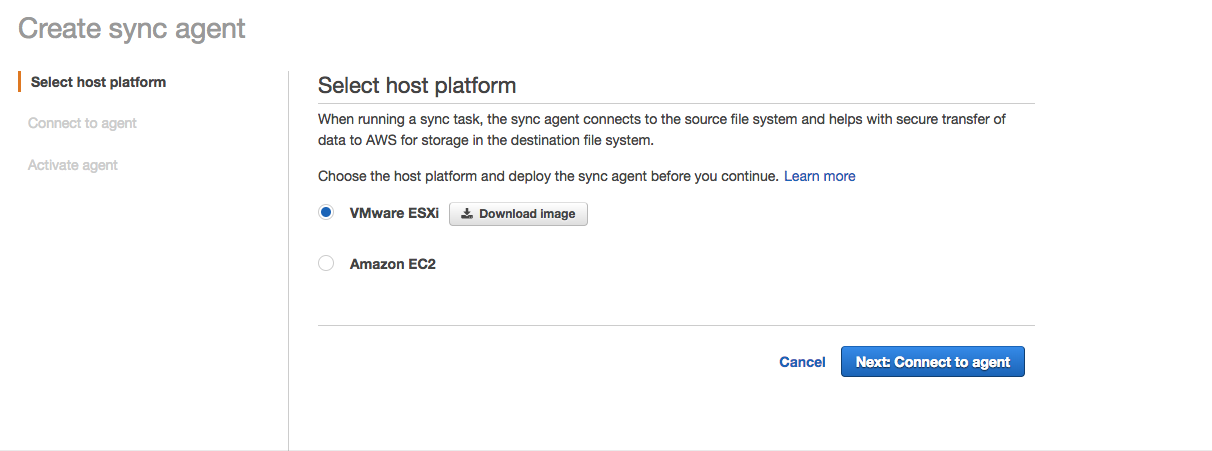 Create sync agent
Select host platform
Connect to agent
Activate agent
Select host platform
When running a sync task, the sync agent connects to the source file system and helps with secure transfer of
data to AWS for storage in the destination file system.
Choose the host platform and deploy the sync agent before you continue. Learn more
VMware ESXi Download image
Amazon EC2
Cancel Next: Connect to agent